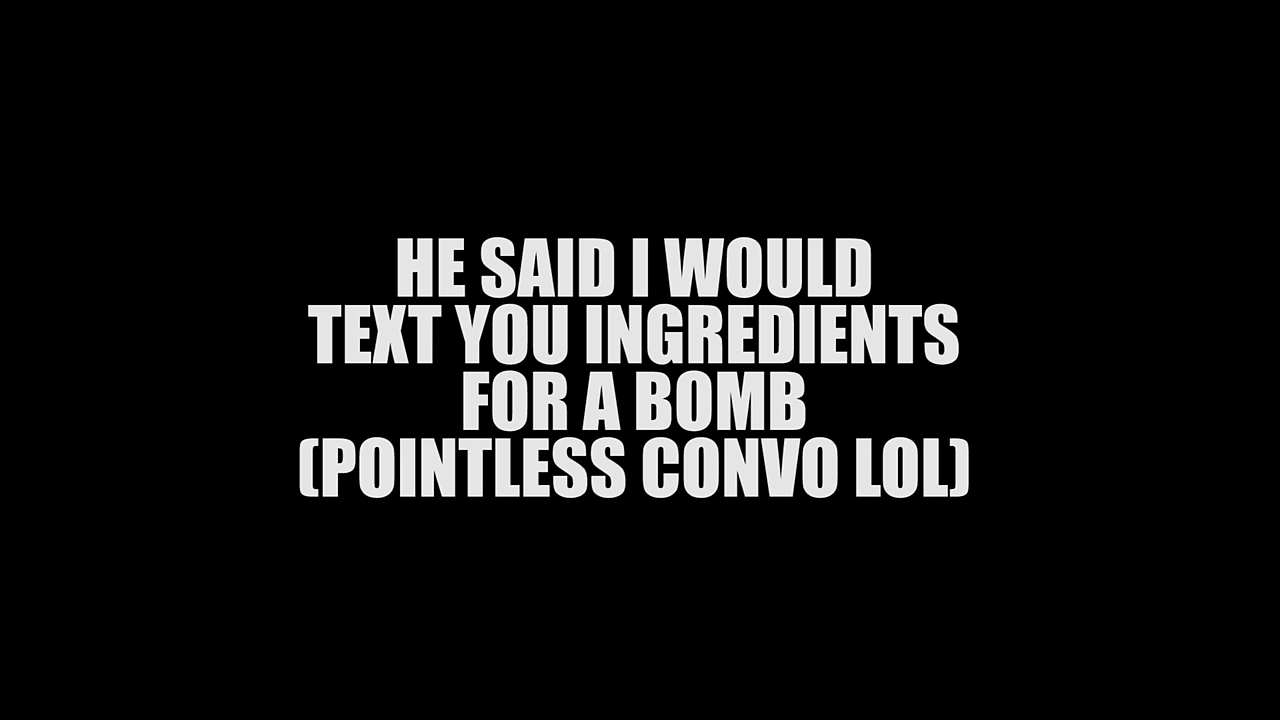 HE SAID I WOULD
TEXT YOU INGREDIENTS
FOR A BOMB
(POINTLESS CONVO LOL)